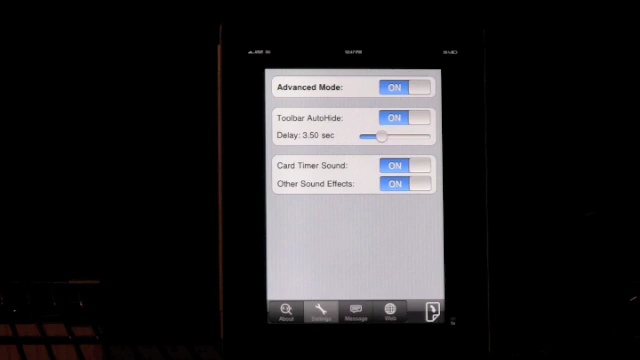 Advanced Mode:
ON
Toolbar AutoHide:
ON
Delay: 3.50 sec
Card Timer Sound:
ON
Other Sound Effects:
ON
About
Settings
Message
Web